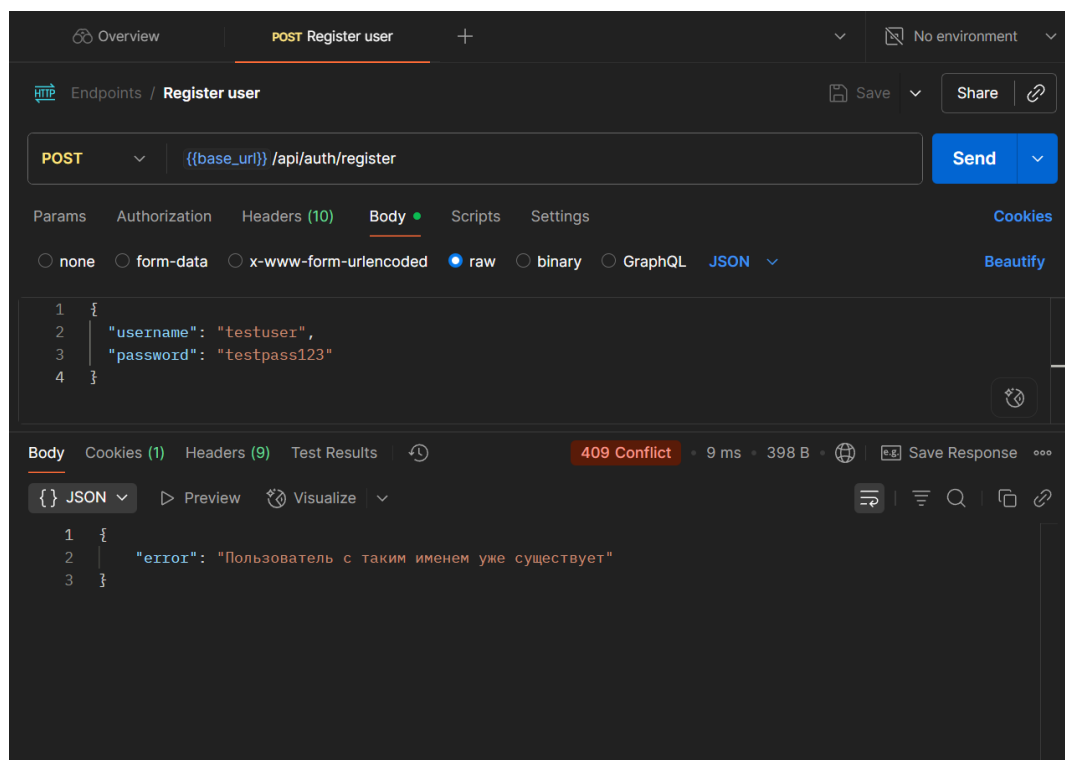 Overview POST Register user No environment
HTTP Endpoints / Register user Save Share
POST {{base_url}} /api/auth/register Send
Params Authorization Headers (10) Body Scripts Settings Cookies
none form-data x-www-form-urlencoded raw binary GraphQL JSON Beautify
1 {
2 "username": "testuser",
3 "password": "testpass123"
4 }
Body Cookies (1) Headers (9) Test Results 409 Conflict 9 ms 398 B e.g. Save Response
{} JSON Preview Visualize
1 {
2 "error": "Пользователь с таким именем уже существует"
3 }